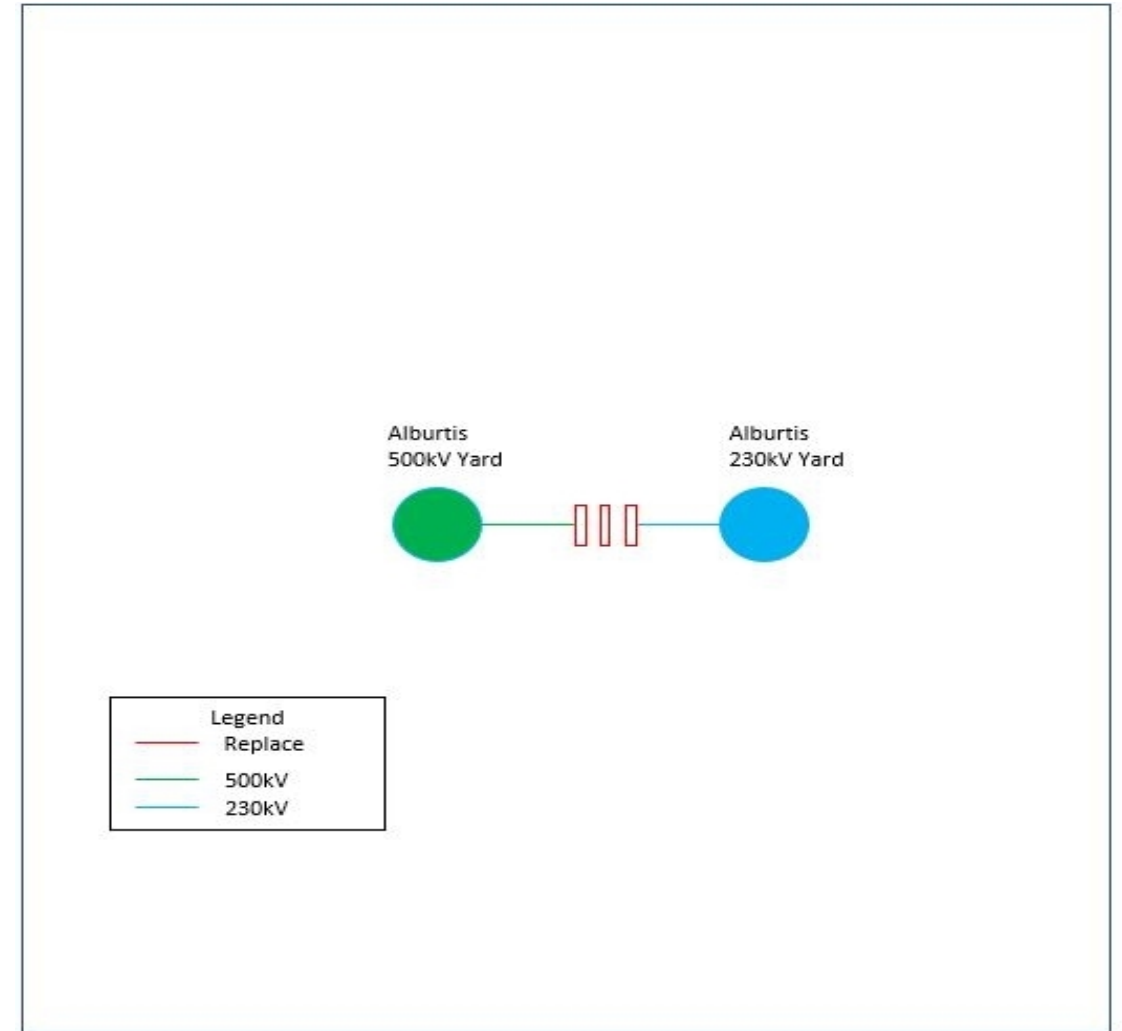 Alburtis
500kV Yard
Alburtis
230kV Yard
Legend
Replace
500kV
230kV